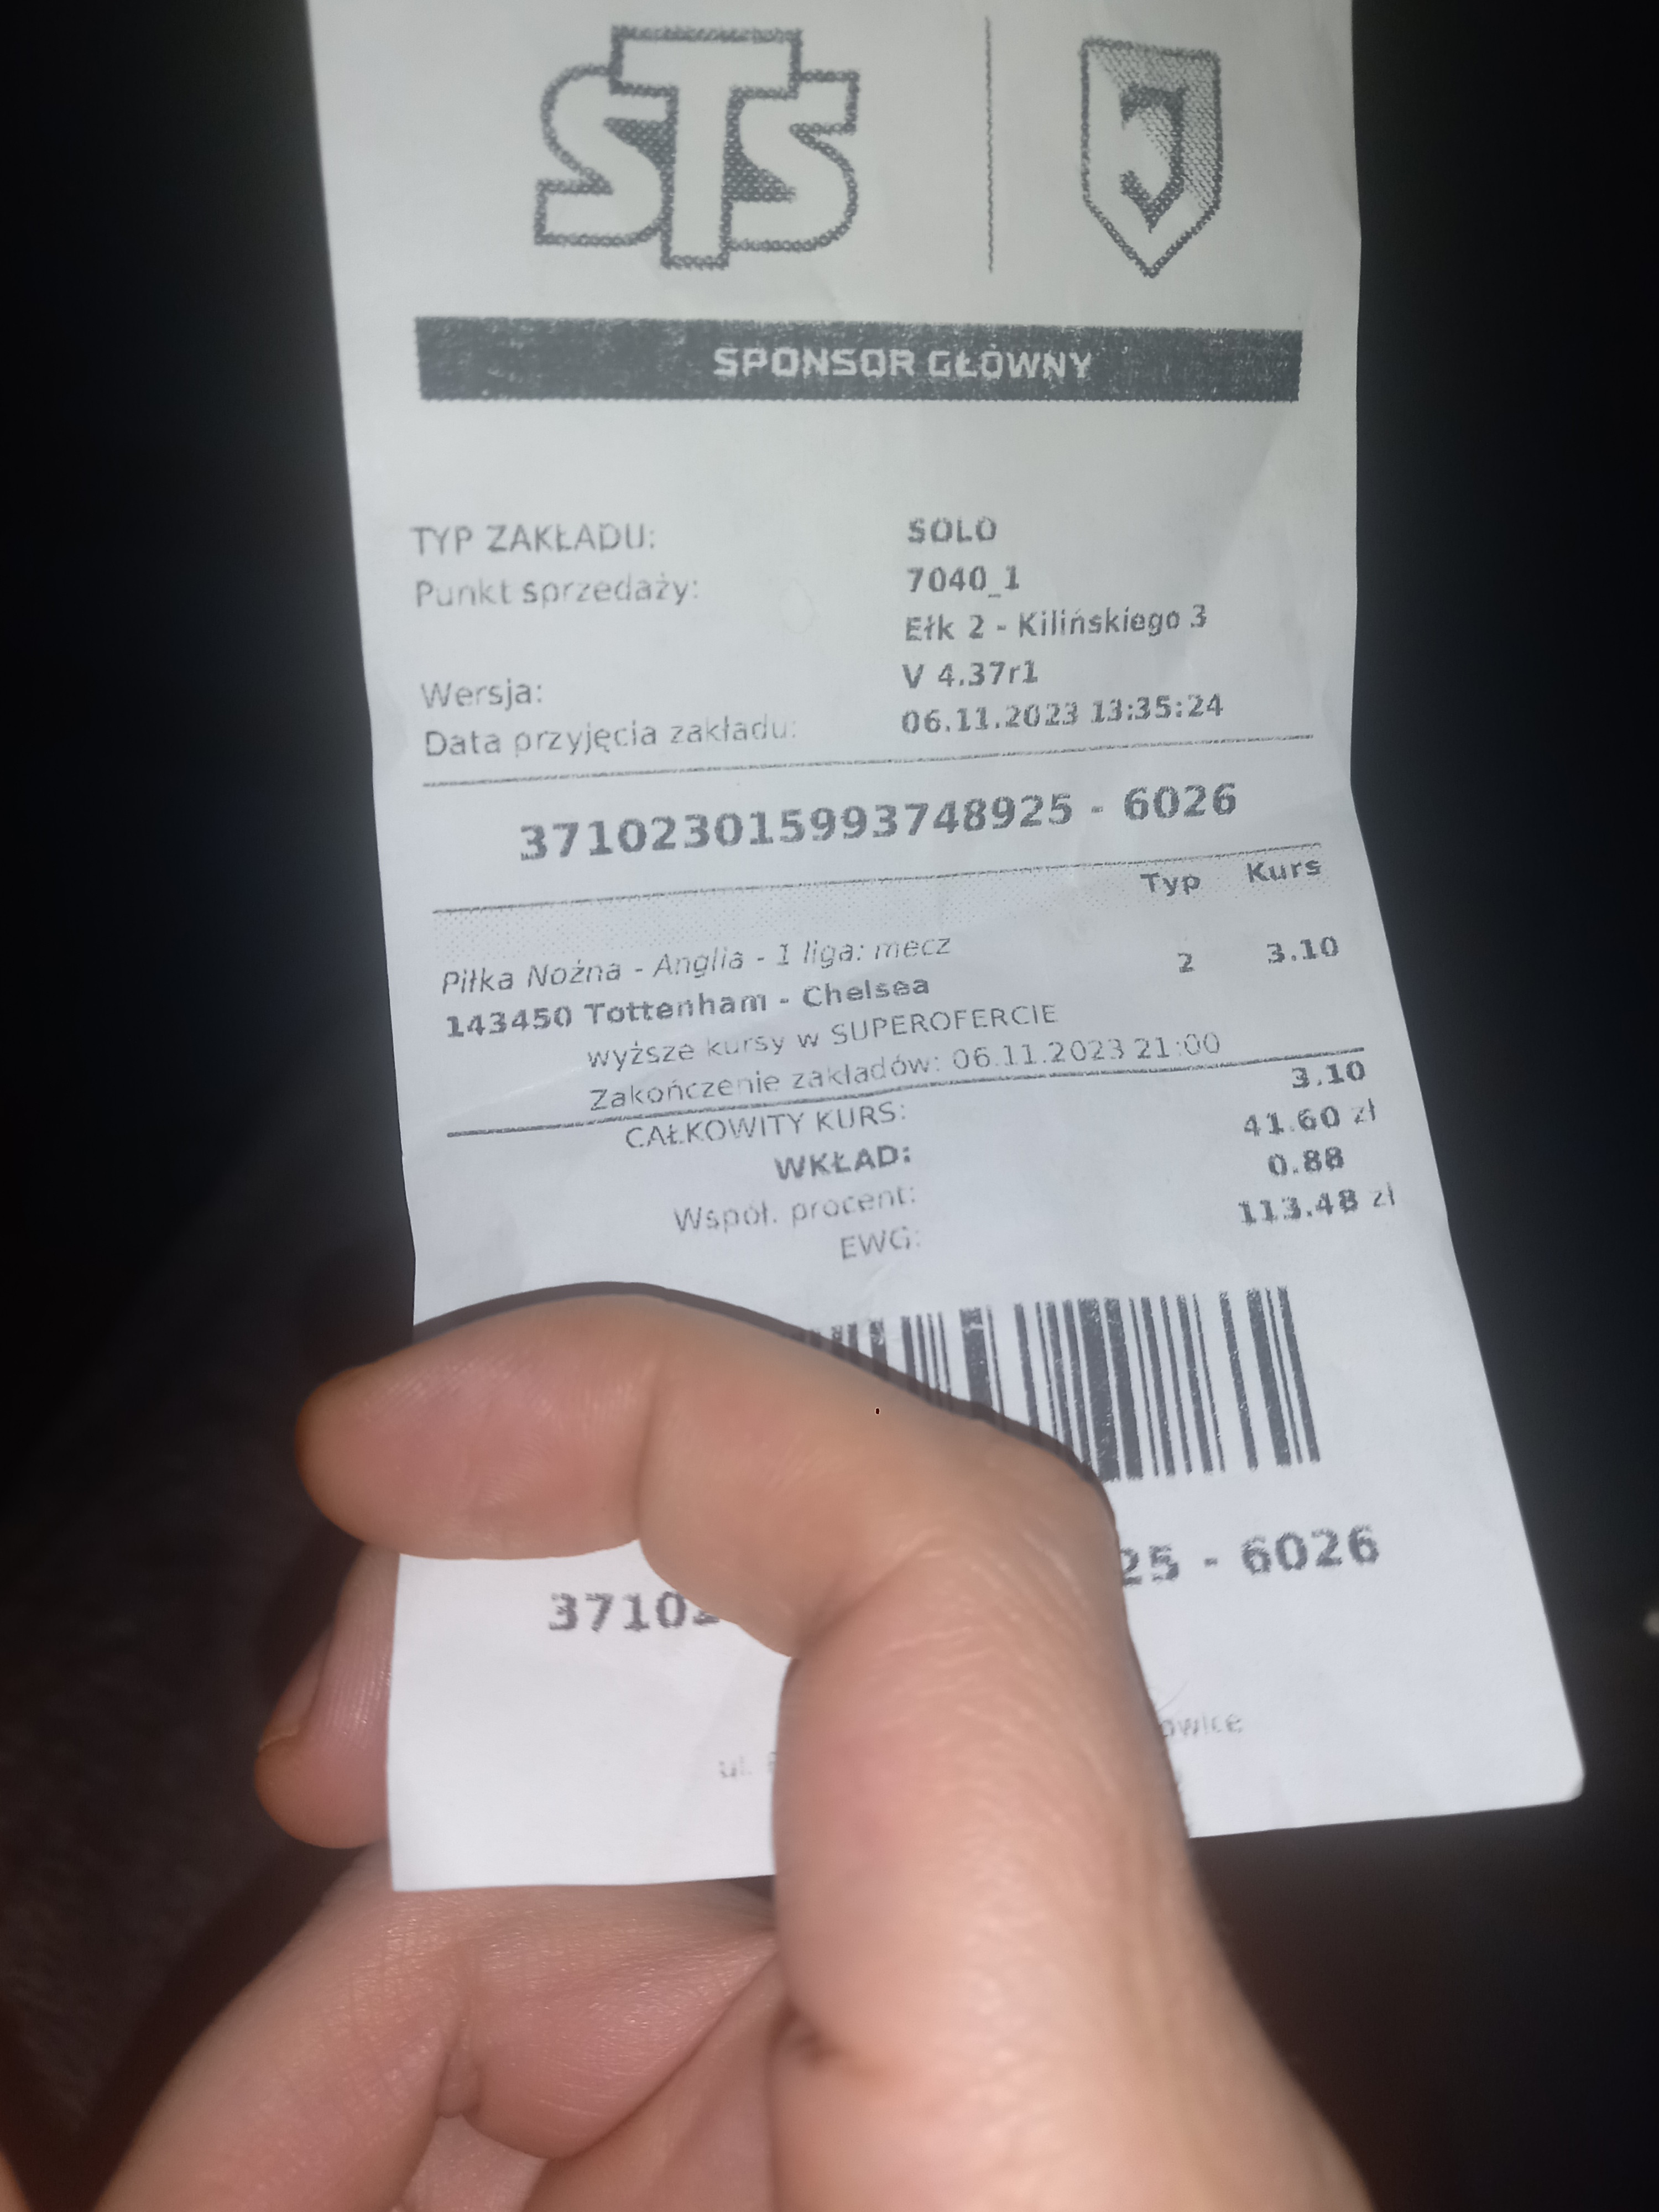 STS J
SPONSOR GŁÓWNY
TYP ZAKŁADU: SOLO
Punkt sprzedaży: 7040_1
Ełk 2 - Kilińskiego 3
Wersja: V 4.37r1
Data przyjęcia zakładu: 06.11.2023 13:35:24
371023015993748925 - 6026
Typ Kurs
Piłka Nożna - Anglia - 1 liga: mecz
143450 Tottenham - Chelsea 2 3.10
wyższe kursy w SUPEROFERCIE
Zakończenie zakładów: 06.11.2023 21:00
CAŁKOWITY KURS: 3.10
WKŁAD: 41.60 zł
Współ. procent: 0.88
EWG: 113.48 zł
3710 25 - 6026
ul.